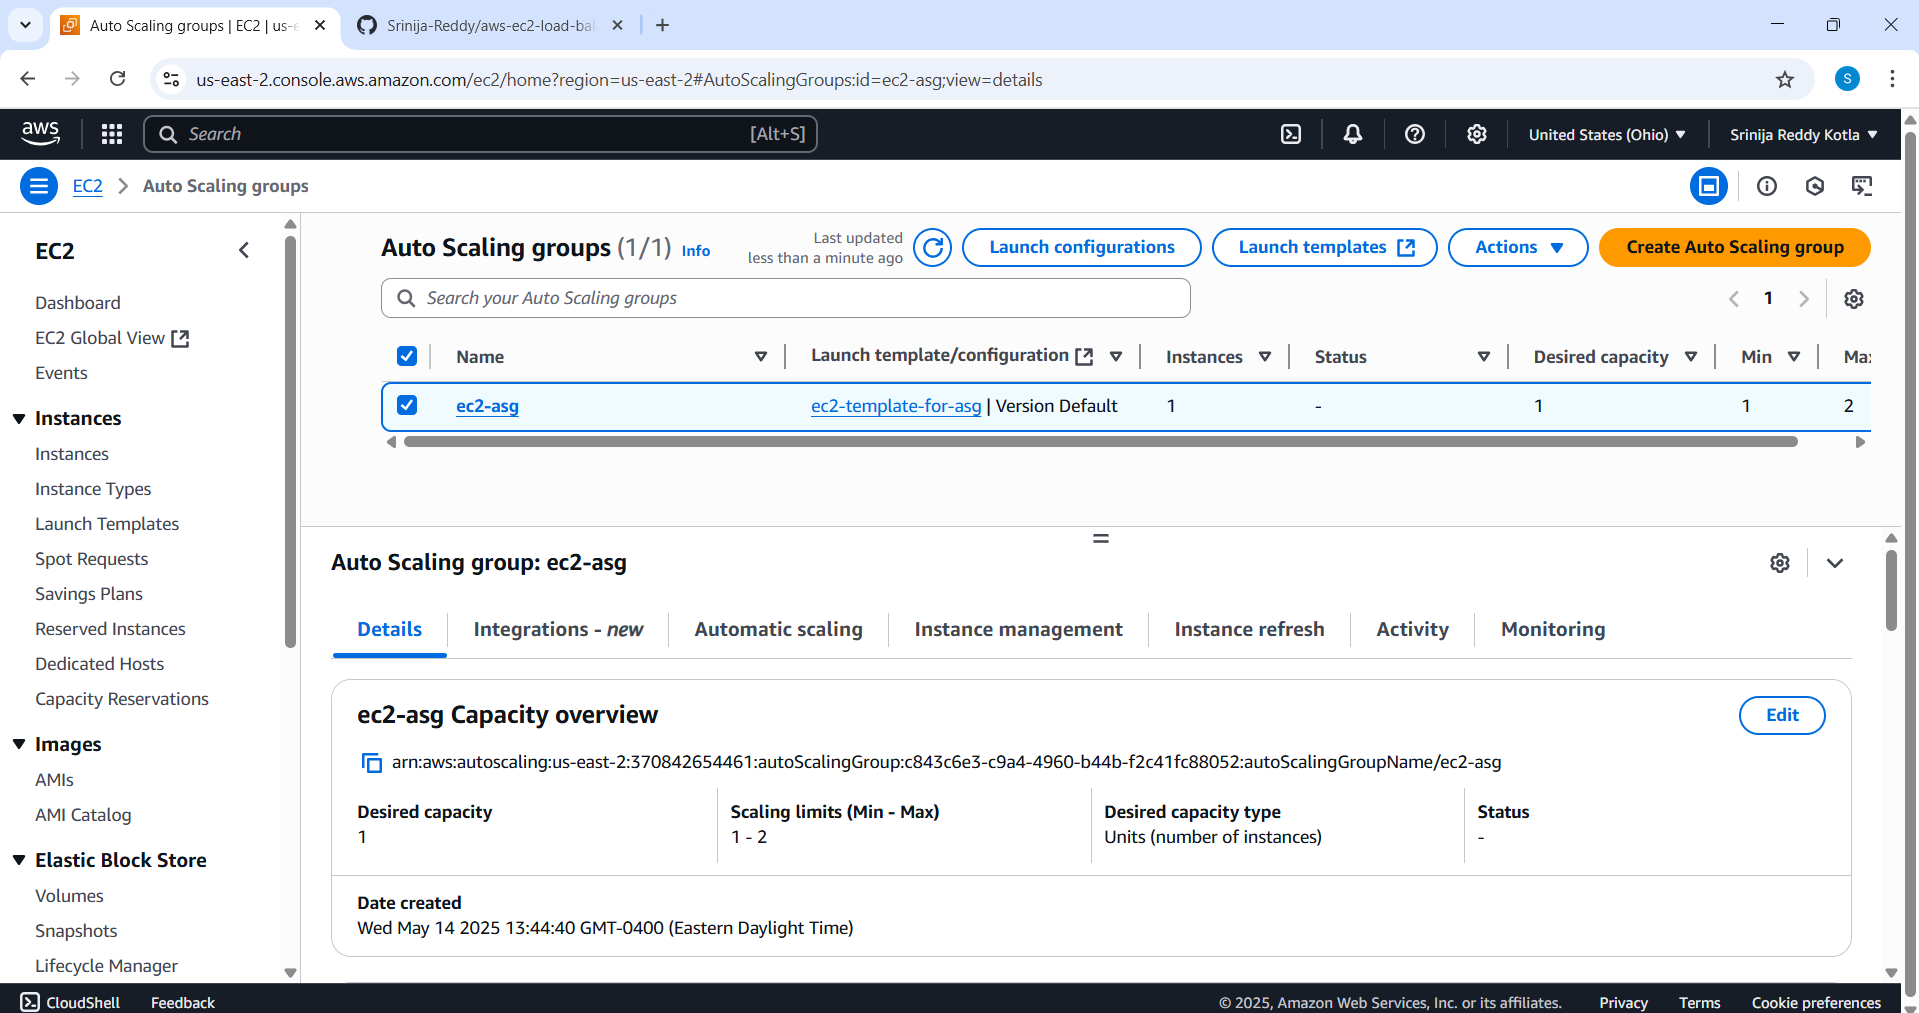 Auto Scaling groups | EC2 | us-e
Srinija-Reddy/aws-ec2-load-bal
us-east-2.console.aws.amazon.com/ec2/home?region=us-east-2#AutoScalingGroups:id=ec2-asg;view=details
S
aws
Search
[Alt+S]
United States (Ohio)
Srinija Reddy Kotla
EC2
Auto Scaling groups
EC2
Dashboard
EC2 Global View
Events
Instances
Instances
Instance Types
Launch Templates
Spot Requests
Savings Plans
Reserved Instances
Dedicated Hosts
Capacity Reservations
Images
AMIs
AMI Catalog
Elastic Block Store
Volumes
Snapshots
Lifecycle Manager
Auto Scaling groups (1/1) Info
Last updated
less than a minute ago
Launch configurations
Launch templates
Actions
Create Auto Scaling group
Search your Auto Scaling groups
1
Name Launch template/configuration Instances Status Desired capacity Min Max
ec2-asg ec2-template-for-asg | Version Default 1 - 1 1 2
Auto Scaling group: ec2-asg
Details Integrations - new Automatic scaling Instance management Instance refresh Activity Monitoring
ec2-asg Capacity overview
Edit
arn:aws:autoscaling:us-east-2:370842654461:autoScalingGroup:c843c6e3-c9a4-4960-b44b-f2c41fc88052:autoScalingGroupName/ec2-asg
Desired capacity
1
Scaling limits (Min - Max)
1 - 2
Desired capacity type
Units (number of instances)
Status
-
Date created
Wed May 14 2025 13:44:40 GMT-0400 (Eastern Daylight Time)
CloudShell Feedback
© 2025, Amazon Web Services, Inc. or its affiliates. Privacy Terms Cookie preferences